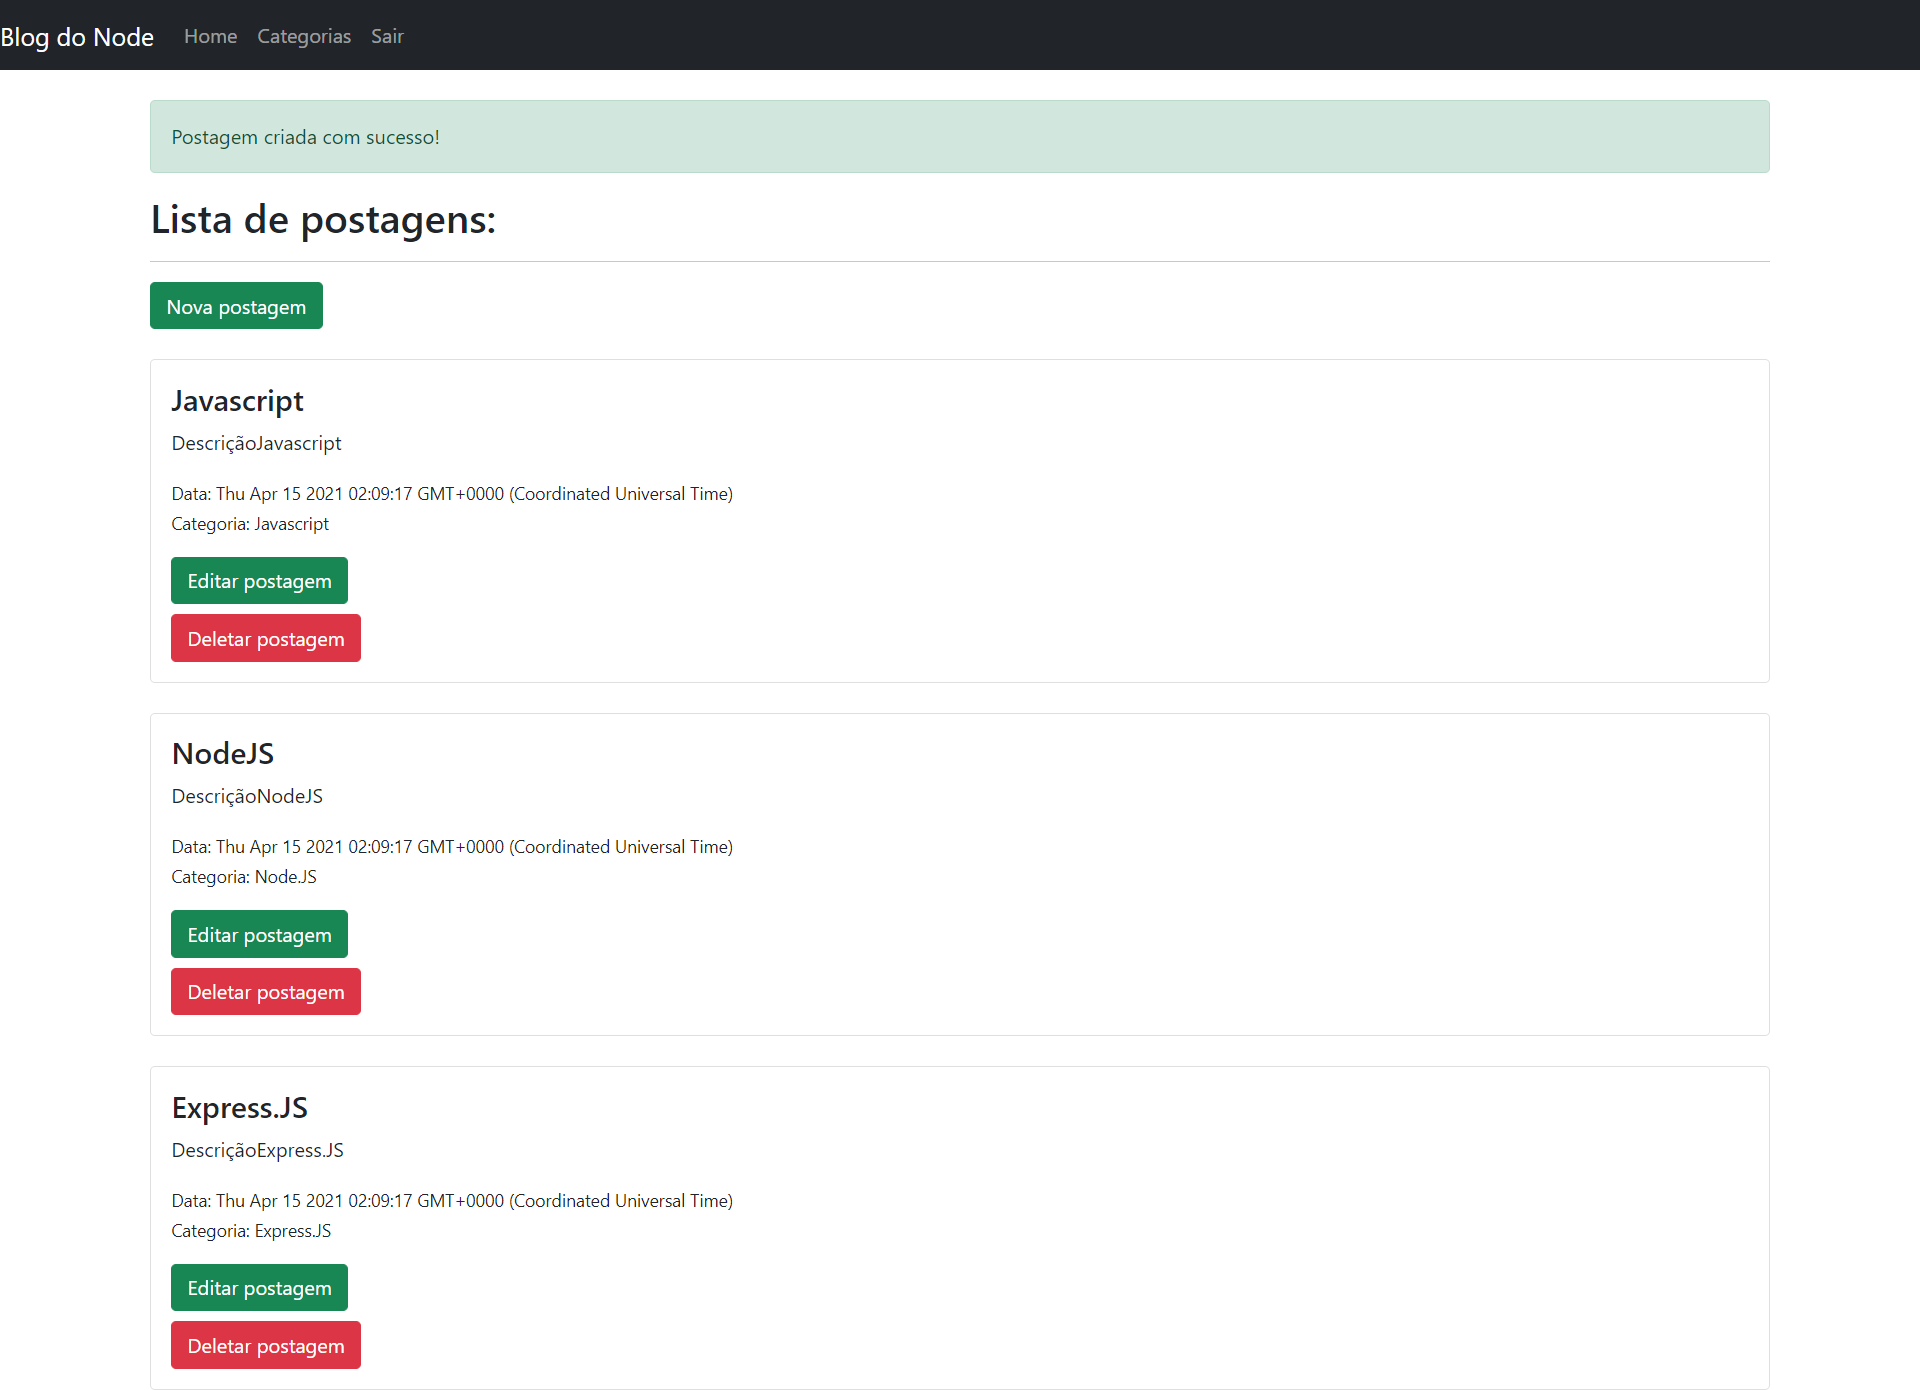 Blog do Node Home Categorias Sair
Postagem criada com sucesso!
Lista de postagens:
Nova postagem
Javascript
DescriçãoJavascript
Data: Thu Apr 15 2021 02:09:17 GMT+0000 (Coordinated Universal Time)
Categoria: Javascript
Editar postagem
Deletar postagem
NodeJS
DescriçãoNodeJS
Data: Thu Apr 15 2021 02:09:17 GMT+0000 (Coordinated Universal Time)
Categoria: Node.JS
Editar postagem
Deletar postagem
Express.JS
DescriçãoExpress.JS
Data: Thu Apr 15 2021 02:09:17 GMT+0000 (Coordinated Universal Time)
Categoria: Express.JS
Editar postagem
Deletar postagem